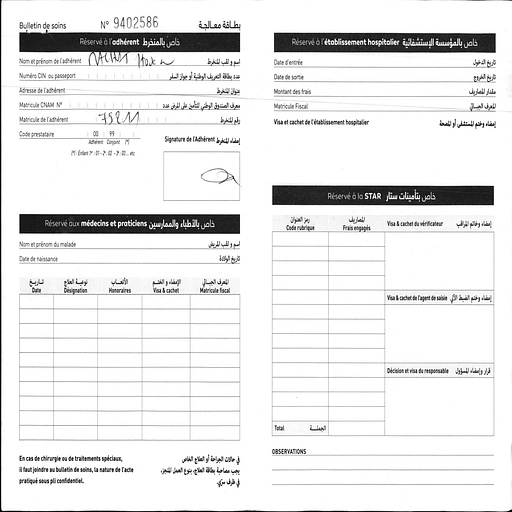 Bulletin de soins N° 9402586 بطاقة معالجة
Réservé à l'adhérent خاص بالمنخرط
Nom et prénom de l'adhérent اسم و لقب المنخرط
Numéro CIN ou passeport عدد بطاقة التعريف الوطنية أو جواز السفر
Adresse de l'adhérent عنوان المنخرط
Matricule CNAM N° معرف الصندوق الوطني للتأمين على المرض عدد
Matricule de l'adhérent رقم المنخرط
Code prestataire 00 99
Adhérent Conjoint (*)
(*) : Enfant 1er : 01 - 2e : 02 - 3e : 03 ... etc
Signature de l'Adhérent إمضاء المنخرط
Réservé aux médecins et praticiens خاص بالأطباء والممارسين
Nom et prénom du malade اسم و لقب المريض
Date de naissance تاريخ الولادة
تاريخ نوعية العلاج الأتعاب الإمضاء و الختم المعرف الجبائي
Date Désignation Honoraires Visa & cachet Matricule fiscal
En cas de chirurgie ou de traitements spéciaux,
il faut joindre au bulletin de soins, la nature de l'acte
pratiqué sous pli confidentiel.
في حالات الجراحة أو العلاج الخاص
يجب مصاحبة بطاقة العلاج، بنوع العمل المنجز،
في ظرف سري.
Réservé à l'établissement hospitalier خاص بالمؤسسة الإستشفائية
Date d'entrée تاريخ الدخول
Date de sortie تاريخ الخروج
Montant des frais مقدار المصاريف
Matricule Fiscal المعرف الجبائي
Visa et cachet de l'établissement hospitalier إمضاء وختم المستشفى أو المصحة
Réservé à la STAR خاص بتأمينات ستار
رمز العنوان المصاريف
Code rubrique Frais engagés
Visa & cachet du vérificateur إمضاء وخاتم المراقب
Visa & cachet de l'agent de saisie إمضاء وختم الضبط الآلي
Décision et visa du responsable قرار وإمضاء المسؤول
Total الجملة
OBSERVATIONS